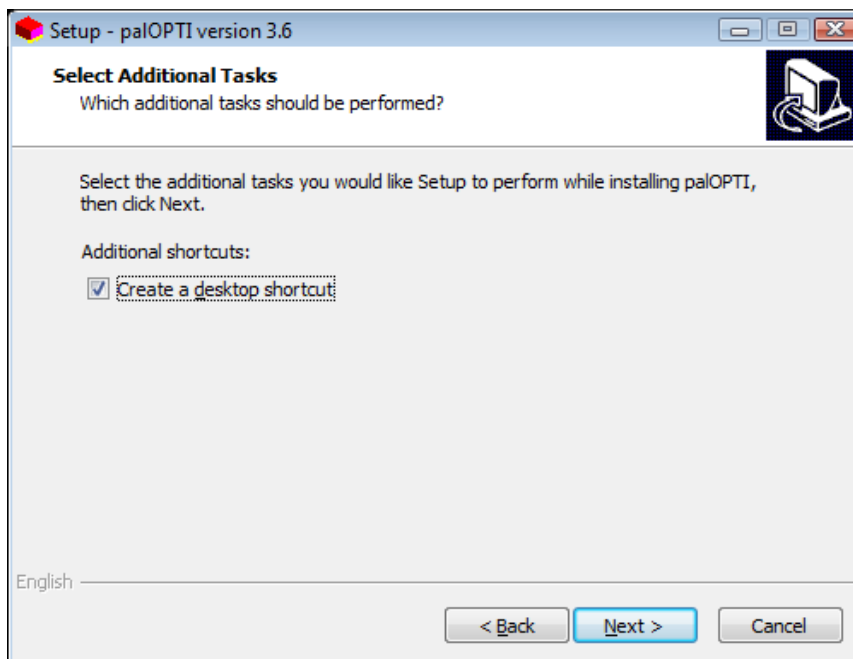 Setup - palOPTI version 3.6
Select Additional Tasks
Which additional tasks should be performed?
Select the additional tasks you would like Setup to perform while installing palOPTI,
then click Next.
Additional shortcuts:
Create a desktop shortcut
English
< Back Next > Cancel